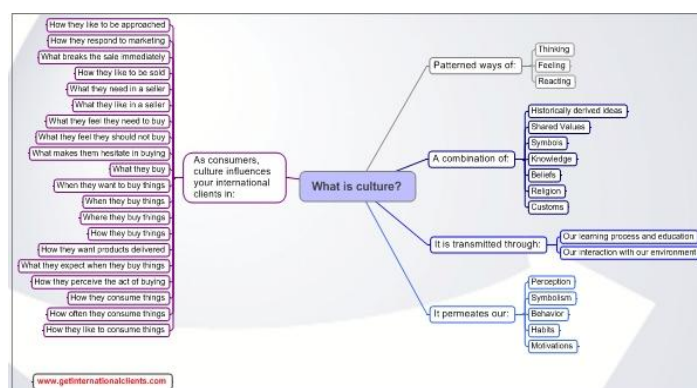 How they like to be approached
How they respond to marketing
What breaks the sale immediately
How they like to be sold
What they need in a seller
What they like in a seller
What they feel they need to buy
What they feel they should not buy
What makes them hesitate in buying
What they buy
When they want to buy things
When they buy things
Where they buy things
How they buy things
How they want products delivered
What they expect when they buy things
How they perceive the act of buying
How they consume things
How often they consume things
How they like to consume things
As consumers,
culture influences
your international
clients in:
What is culture?
Patterned ways of:
Thinking
Feeling
Reacting
A combination of:
Historically derived ideas
Shared Values
Symbols
Knowledge
Beliefs
Religion
Customs
It is transmitted through:
Our learning process and education
Our interaction with our environment
It permeates our:
Perception
Symbolism
Behavior
Habits
Motivations
www.getinternationalclients.com